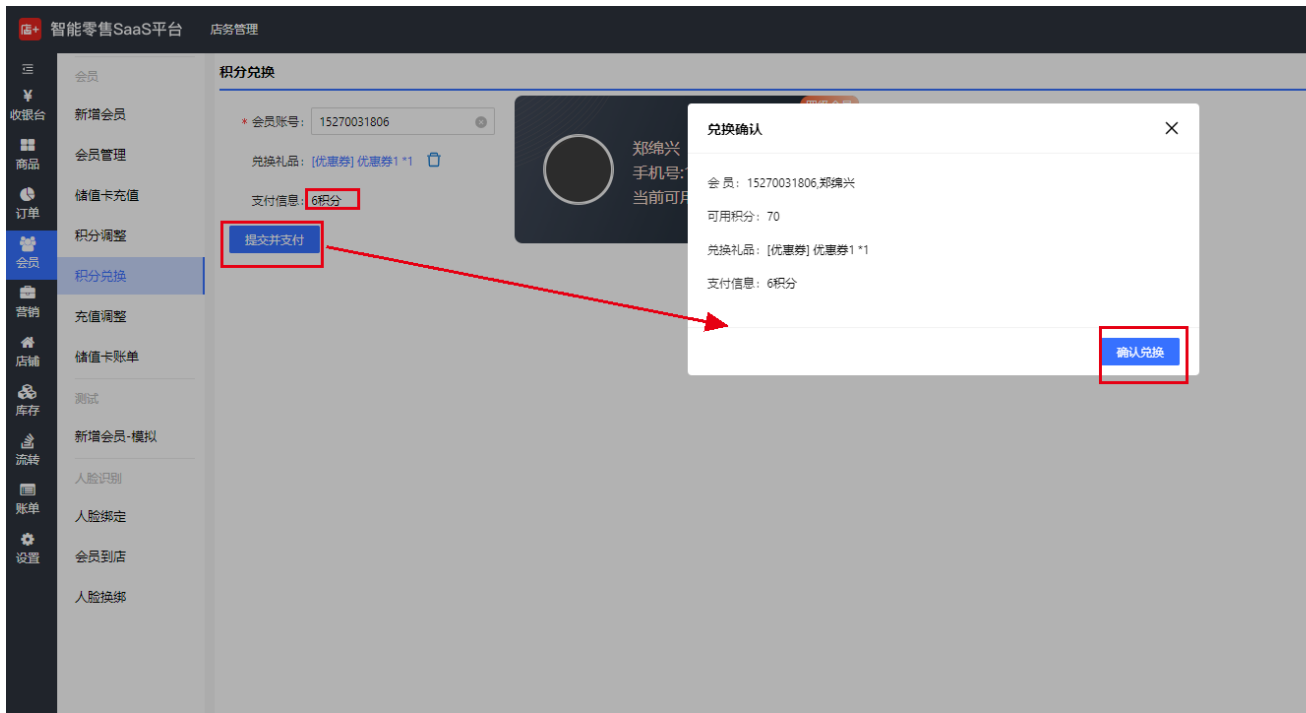 店+ 智能零售SaaS平台 店务管理
收银台
商品
订单
会员
营销
店铺
库存
流转
账单
设置
会员
新增会员
会员管理
储值卡充值
积分调整
积分兑换
充值调整
储值卡账单
测试
新增会员-模拟
人脸识别
人脸绑定
会员到店
人脸换绑
积分兑换
* 会员账号: 15270031806
兑换礼品: [优惠券] 优惠券1 *1
支付信息: 6积分
提交并支付
郑绵兴
手机号:
当前可
兑换确认
会 员: 15270031806,郑绵兴
可用积分: 70
兑换礼品: [优惠券] 优惠券1 *1
支付信息: 6积分
确认兑换